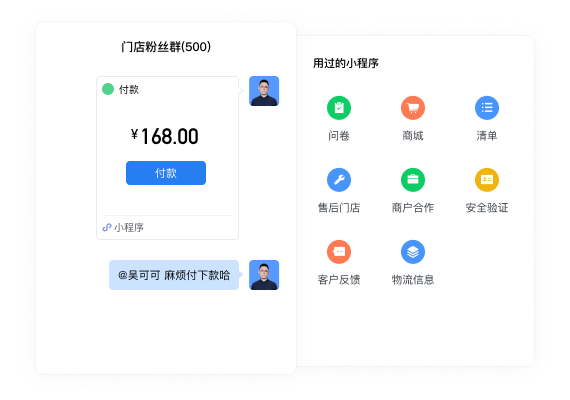 门店粉丝群(500)
付款
¥168.00
付款
小程序
@吴可可 麻烦付下款哈
用过的小程序
问卷
商城
清单
售后门店
商户合作
安全验证
客户反馈
物流信息